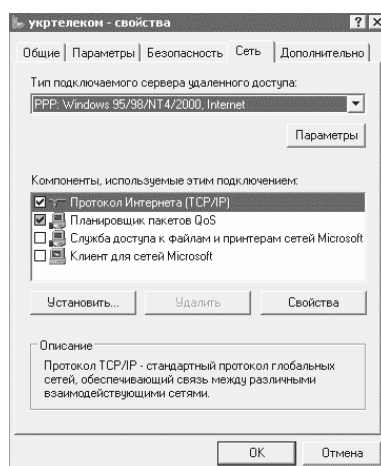 укртелеком - свойства
Общие Параметры Безопасность Сеть Дополнительно
Тип подключаемого сервера удаленного доступа:
PPP: Windows 95/98/NT4/2000, Internet
Параметры
Компоненты, используемые этим подключением:
Протокол Интернета (TCP/IP)
Планировщик пакетов QoS
Служба доступа к файлам и принтерам сетей Microsoft
Клиент для сетей Microsoft
Установить... Удалить Свойства
Описание
Протокол TCP/IP - стандартный протокол глобальных
сетей, обеспечивающий связь между различными
взаимодействующими сетями.
OK Отмена